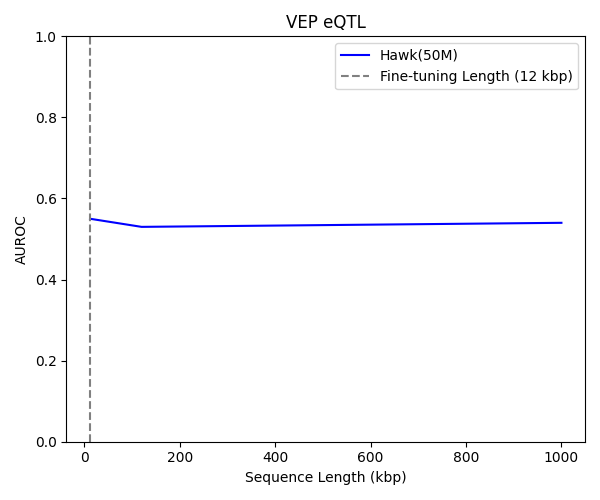 VEP eQTL
Hawk(50M)
Fine-tuning Length (12 kbp)
AUROC
1.0
0.8
0.6
0.4
0.2
0.0
0 200 400 600 800 1000
Sequence Length (kbp)